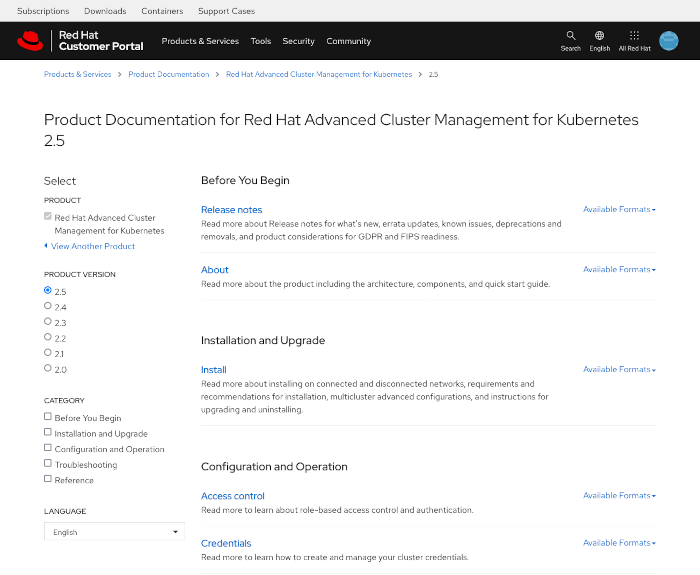 Subscriptions Downloads Containers Support Cases
Red Hat
Customer Portal
Products & Services Tools Security Community
Search English All Red Hat
Products & Services > Product Documentation > Red Hat Advanced Cluster Management for Kubernetes > 2.5
Product Documentation for Red Hat Advanced Cluster Management for Kubernetes
2.5
Select
PRODUCT
Red Hat Advanced Cluster
Management for Kubernetes
View Another Product
PRODUCT VERSION
2.5
2.4
2.3
2.2
2.1
2.0
CATEGORY
Before You Begin
Installation and Upgrade
Configuration and Operation
Troubleshooting
Reference
LANGUAGE
English
Before You Begin
Release notes Available Formats
Read more about Release notes for what's new, errata updates, known issues, deprecations and
removals, and product considerations for GDPR and FIPS readiness.
About Available Formats
Read more about the product including the architecture, components, and quick start guide.
Installation and Upgrade
Install Available Formats
Read more about installing on connected and disconnected networks, requirements and
recommendations for installation, multicluster advanced configurations, and instructions for
upgrading and uninstalling.
Configuration and Operation
Access control Available Formats
Read more to learn about role-based access control and authentication.
Credentials Available Formats
Read more to learn how to create and manage your cluster credentials.